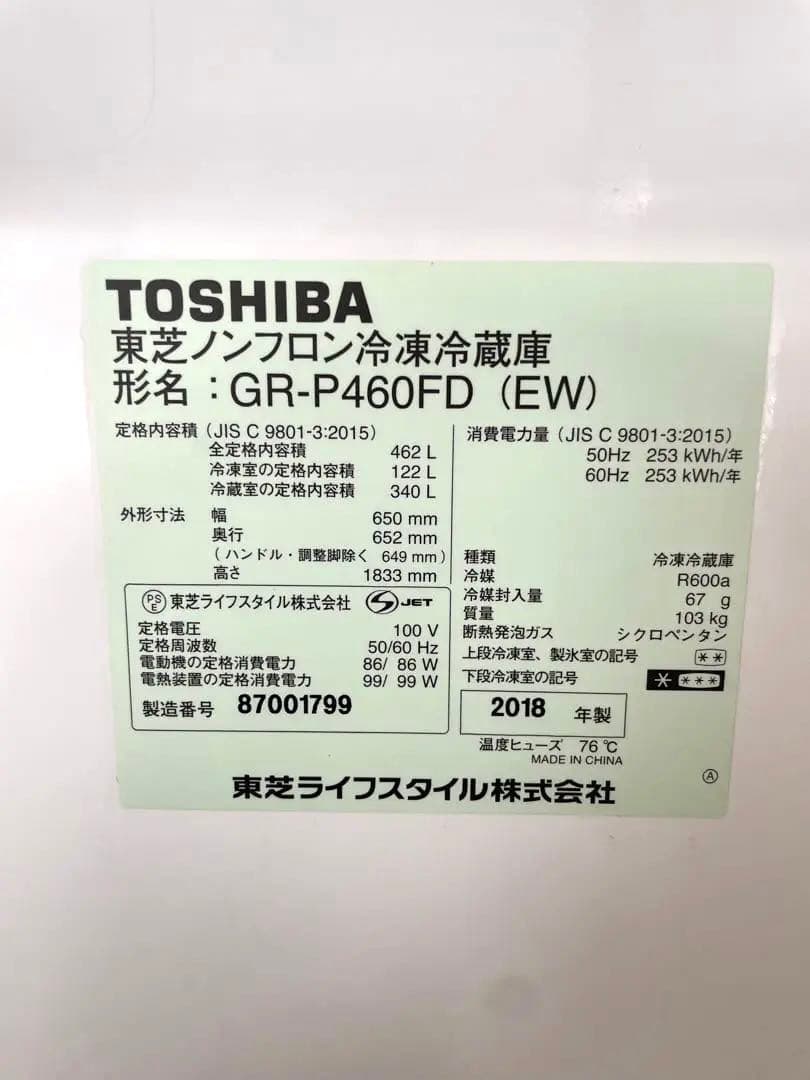 TOSHIBA
東芝ノンフロン冷凍冷蔵庫
形名：GR-P460FD（EW）
定格内容積（JIS C 9801-3:2015）
全定格内容積 462 L
冷凍室の定格内容積 122 L
冷蔵室の定格内容積 340 L
外形寸法 幅 650 mm
奥行 652 mm
（ハンドル・調整脚除く 649 mm）
高さ 1833 mm
PS E 東芝ライフスタイル株式会社 S JET
定格電圧 100 V
定格周波数 50/60 Hz
電動機の定格消費電力 86/ 86 W
電熱装置の定格消費電力 99/ 99 W
製造番号 87001799
消費電力量（JIS C 9801-3:2015）
50Hz 253 kWh/年
60Hz 253 kWh/年
種類 冷凍冷蔵庫
冷媒 R600a
冷媒封入量 67 g
質量 103 kg
断熱発泡ガス シクロペンタン
上段冷凍室、製氷室の記号 **
下段冷凍室の記号 * ***
2018 年製
温度ヒューズ 76 ℃
MADE IN CHINA
Ⓐ
東芝ライフスタイル株式会社